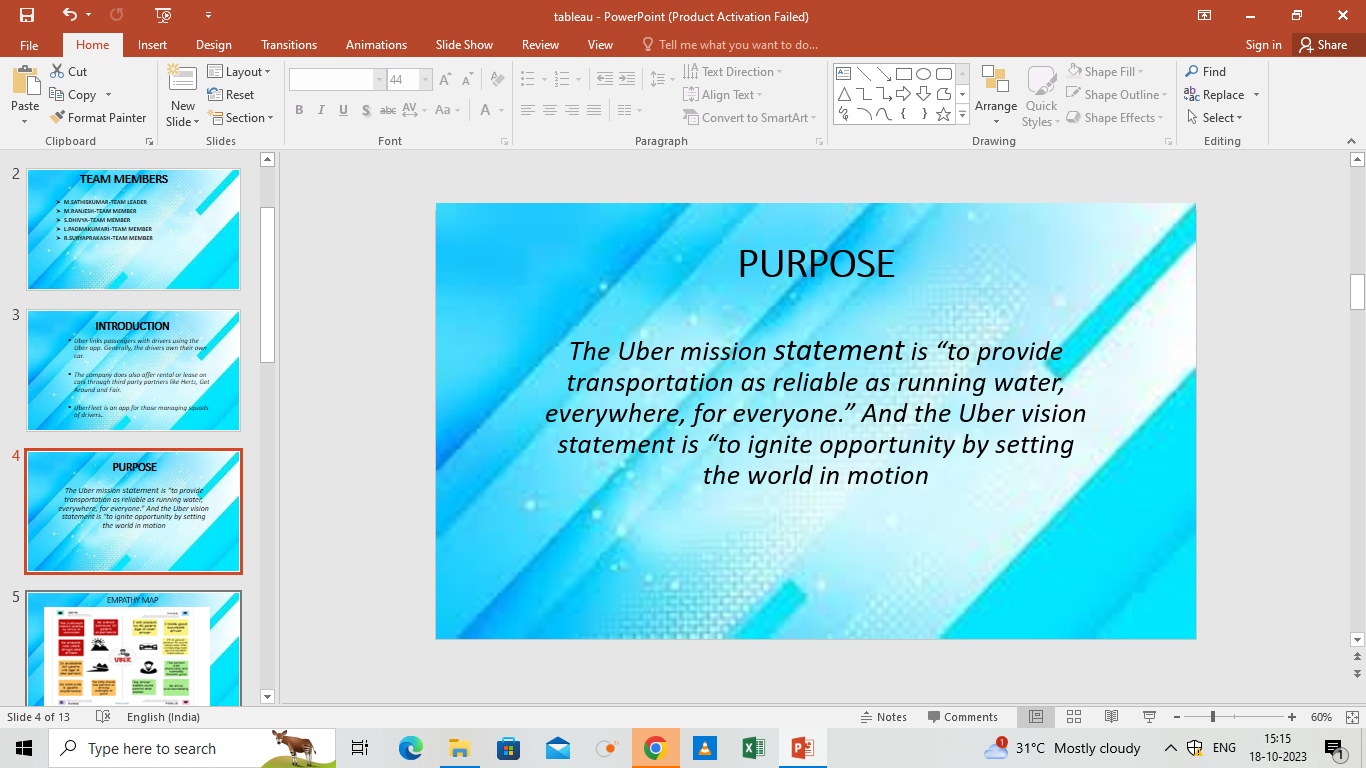 tableau - PowerPoint (Product Activation Failed)
File Home Insert Design Transitions Animations Slide Show Review View Tell me what you want to do... Sign in Share
Paste
Cut
Copy
Format Painter
Clipboard
New
Slide
Layout
Reset
Section
Slides
44
B I U S abc AV Aa A
Font
Text Direction
Align Text
Convert to SmartArt
Paragraph
Arrange
Quick
Styles
Shape Fill
Shape Outline
Shape Effects
Drawing
Find
Replace
Select
Editing
2
TEAM MEMBERS
M.SATHISKUMAR-TEAM LEADER
M.RANJESH-TEAM MEMBER
S.DHIVYA-TEAM MEMBER
L.PADMAKUMARI-TEAM MEMBER
R.SURYAPRAKASH-TEAM MEMBER
3
INTRODUCTION
Uber links passengers with drivers using the
Uber app. Generally, the drivers own their own
car.
The company does also offer rental or lease on
cars through third party partners like Hertz, Get
Around and Fair.
UberFleet is an app for those managing squads
of drivers.
4
PURPOSE
The Uber mission statement is “to provide
transportation as reliable as running water,
everywhere, for everyone.” And the Uber vision
statement is “to ignite opportunity by setting
the world in motion
5
EMPATHY MAP
UBER
PURPOSE
The Uber mission statement is “to provide
transportation as reliable as running water,
everywhere, for everyone.” And the Uber vision
statement is “to ignite opportunity by setting
the world in motion
Slide 4 of 13 English (India) Notes Comments 60%
Type here to search
1
31°C Mostly cloudy
ENG
15:15
18-10-2023
1